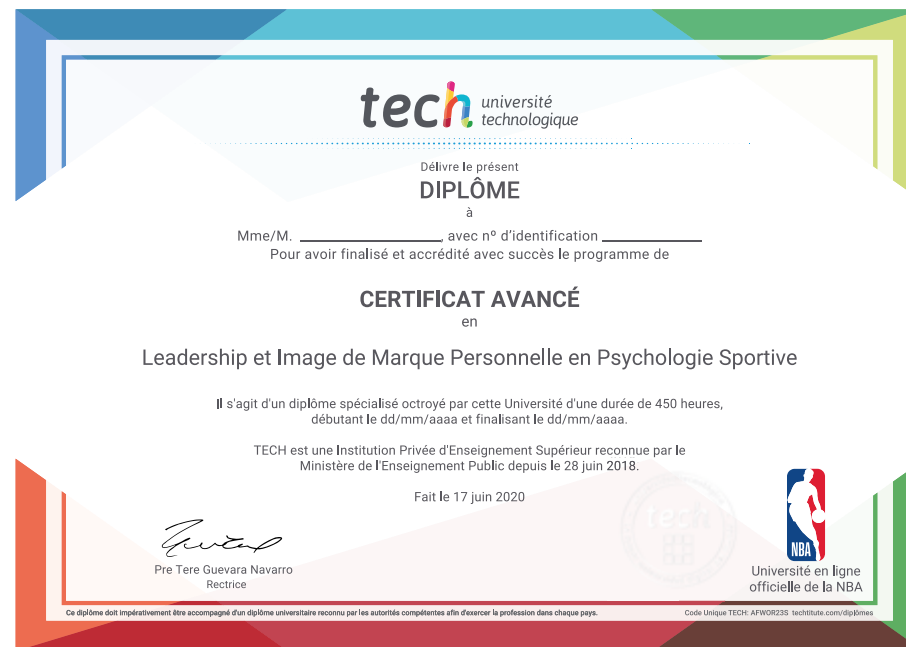 tech université
technologique
Délivre le présent
DIPLÔME
à
Mme/M. ____________________, avec nº d'identification ______________
Pour avoir finalisé et accrédité avec succès le programme de
CERTIFICAT AVANCÉ
en
Leadership et Image de Marque Personnelle en Psychologie Sportive
Il s'agit d'un diplôme spécialisé octroyé par cette Université d'une durée de 450 heures,
débutant le dd/mm/aaaa et finalisant le dd/mm/aaaa.
TECH est une Institution Privée d'Enseignement Supérieur reconnue par le
Ministère de l'Enseignement Public depuis le 28 juin 2018.
Fait le 17 juin 2020
tech
Pre Tere Guevara Navarro
Rectrice
NBA
Université en ligne
officielle de la NBA
Ce diplôme doit impérativement être accompagné d'un diplôme universitaire reconnu par les autorités compétentes afin d'exercer la profession dans chaque pays.
Code Unique TECH: AFWOR23S techtitute.com/diplômes